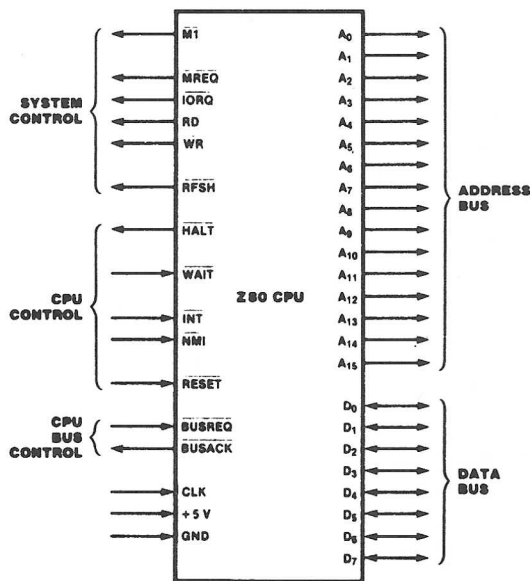 SYSTEM
CONTROL
M1
MREQ
IORQ
RD
WR
RFSH
CPU
CONTROL
HALT
WAIT
INT
NMI
RESET
CPU
BUS
CONTROL
BUSREQ
BUSACK
CLK
+5 V
GND
Z80 CPU
A0
A1
A2
A3
A4
A5
A6
A7
A8
A9
A10
A11
A12
A13
A14
A15
ADDRESS
BUS
D0
D1
D2
D3
D4
D5
D6
D7
DATA
BUS